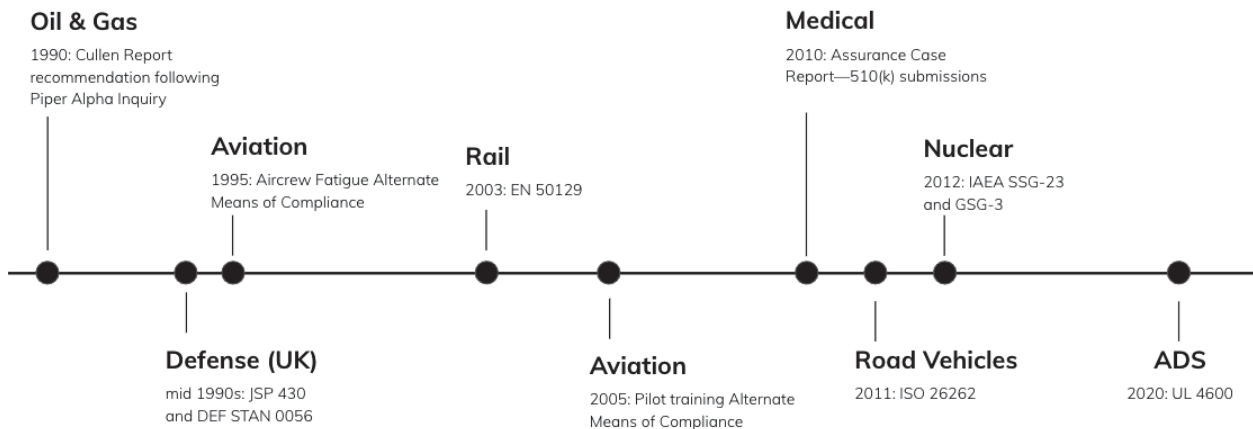 Oil & Gas
1990: Cullen Report
recommendation following
Piper Alpha Inquiry
Aviation
1995: Aircrew Fatigue Alternate
Means of Compliance
Rail
2003: EN 50129
Medical
2010: Assurance Case
Report—510(k) submissions
Nuclear
2012: IAEA SSG-23
and GSG-3
Defense (UK)
mid 1990s: JSP 430
and DEF STAN 0056
Aviation
2005: Pilot training Alternate
Means of Compliance
Road Vehicles
2011: ISO 26262
ADS
2020: UL 4600